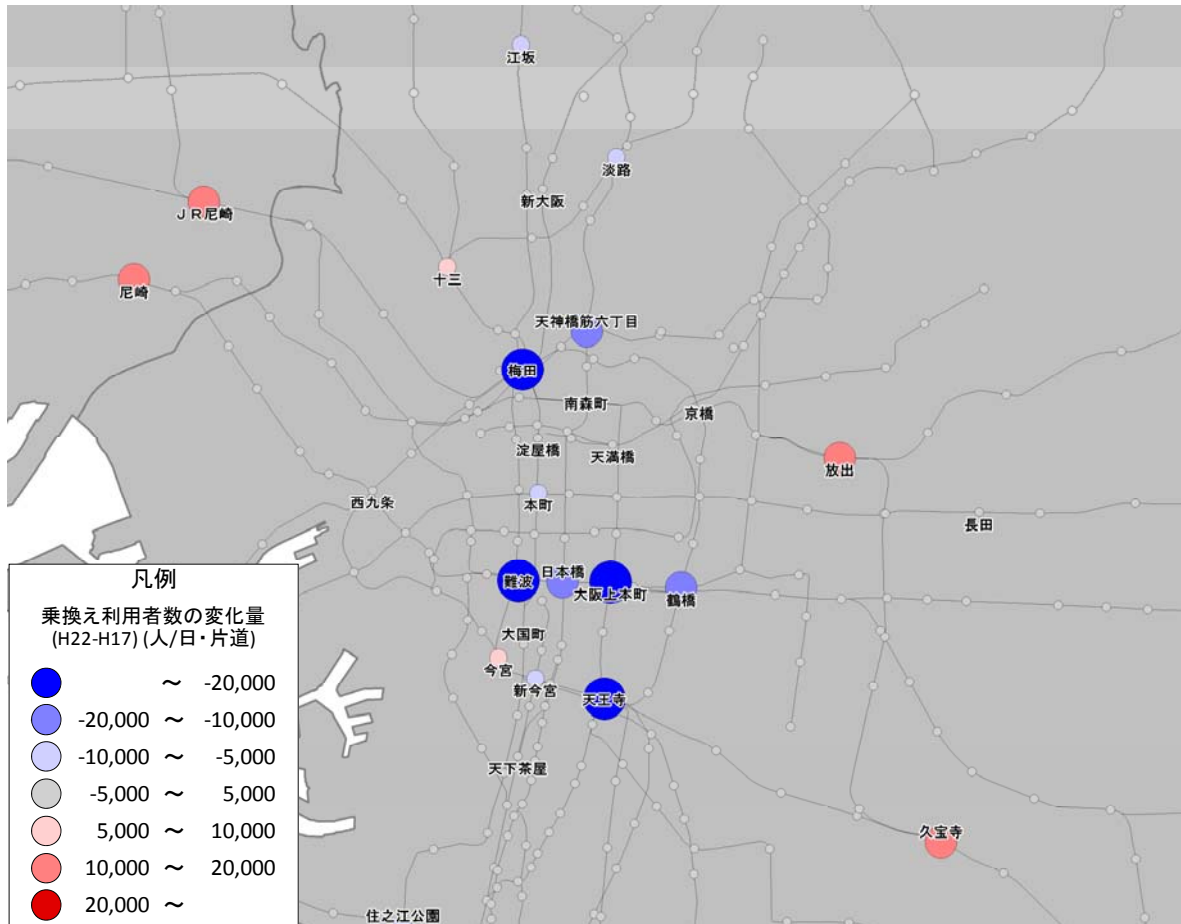 江坂
淡路
新大阪
JR尼崎
十三
尼崎
天神橋筋六丁目
梅田
南森町
京橋
淀屋橋
天満橋
放出
西九条
本町
長田
難波
日本橋
大阪上本町
鶴橋
大国町
今宮
新今宮
天王寺
天下茶屋
久宝寺
住之江公園
凡例
乗換え利用者数の変化量
(H22-H17) (人/日・片道)
～ -20,000
-20,000 ～ -10,000
-10,000 ～ -5,000
-5,000 ～ 5,000
5,000 ～ 10,000
10,000 ～ 20,000
20,000 ～